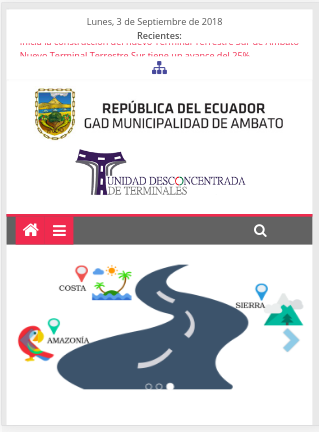 Lunes, 3 de Septiembre de 2018
Recientes:
Inicia la construcción del nuevo Terminal Terrestre Sur de Ambato
Nuevo Terminal Terrestre Sur tiene un avance del 25%
REPÚBLICA DEL ECUADOR
GAD MUNICIPALIDAD DE AMBATO
UNIDAD DESCONCENTRADA
DE TERMINALES
COSTA
SIERRA
AMAZONÍA